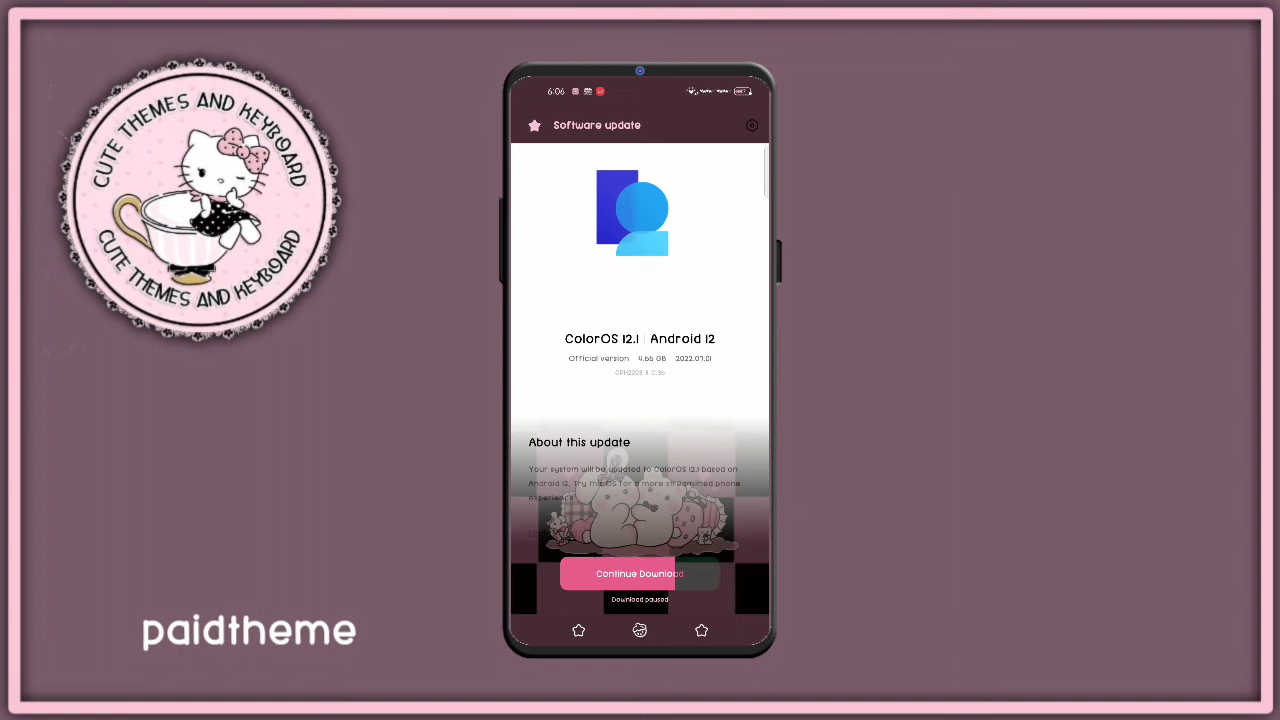 CUTE THEMES AND KEYBOARD
CUTE THEMES AND KEYBOARD
paidtheme
6:06
Software update
ColorOS 12.1 | Android 12
Official version 4.66 GB 2022.07.01
About this update
Your system will be updated to ColorOS 12.1 based on
Android 12. Try this OS for a more streamlined phone
experience.
Continue Download
Download paused